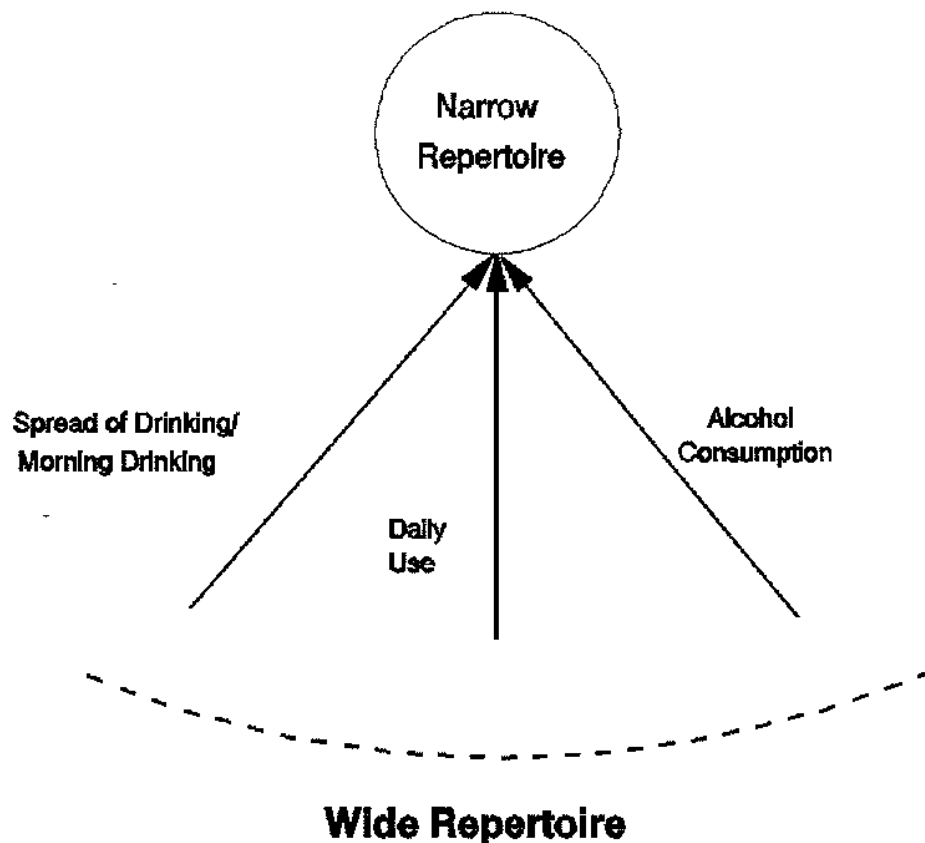 Narrow
Repertoire
Spread of Drinking/
Morning Drinking
Alcohol
Consumption
Daily
Use
Wide Repertoire